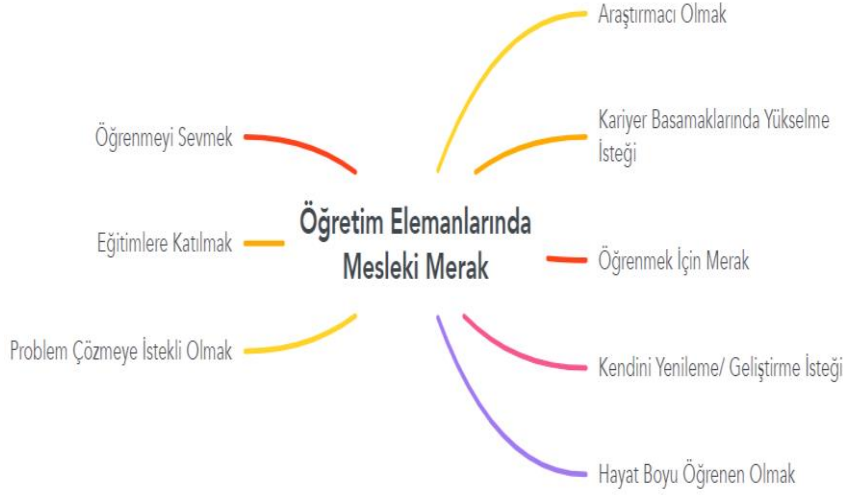 Araştırmacı Olmak
Kariyer Basamaklarında Yükselme
İsteği
Öğrenmek İçin Merak
Kendini Yenileme/ Geliştirme İsteği
Hayat Boyu Öğrenen Olmak
Öğretim Elemanlarında
Mesleki Merak
Öğrenmeyi Sevmek
Eğitimlere Katılmak
Problem Çözmeye İstekli Olmak